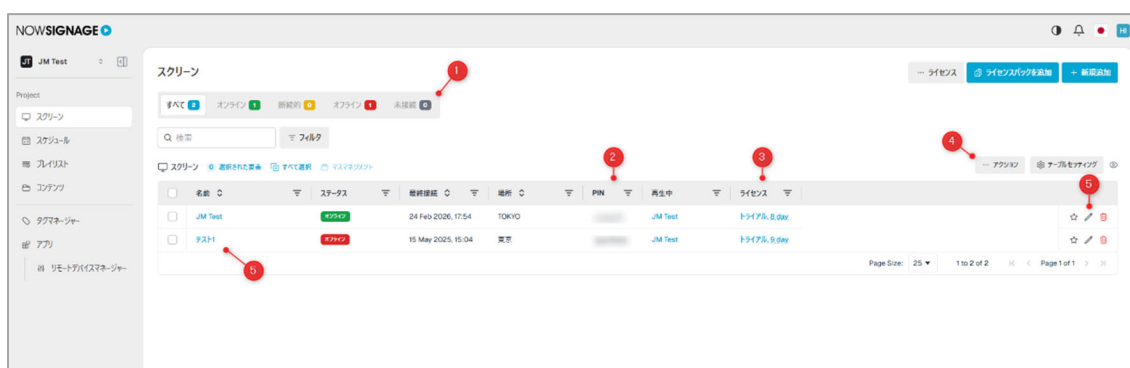 NOWSIGNAGE
HI
JT JM Test
Project
スクリーン
スケジュール
プレイリスト
コンテンツ
タグマネージャー
アプリ
リモートデバイスマネージャー
スクリーン
1
··· ライセンス ライセンスパックを追加 + 新規追加
すべて 2 オンライン 1 断続的 0 オフライン 1 未接続 0
検索 フィルタ
2 3 4
スクリーン 0 選択された要素 すべて選択
··· アクション テーブルセッティング
5
名前 ステータス 最終接続 場所 PIN 再生中 ライセンス
JM Test オンライン 24 Feb 2026, 17:54 TOKYO JM Test トライアル, 8 day
テスト1 オフライン 15 May 2025, 15:04 東京 JM Test トライアル, 9 day
5
Page Size: 25 1 to 2 of 2 Page 1 of 1